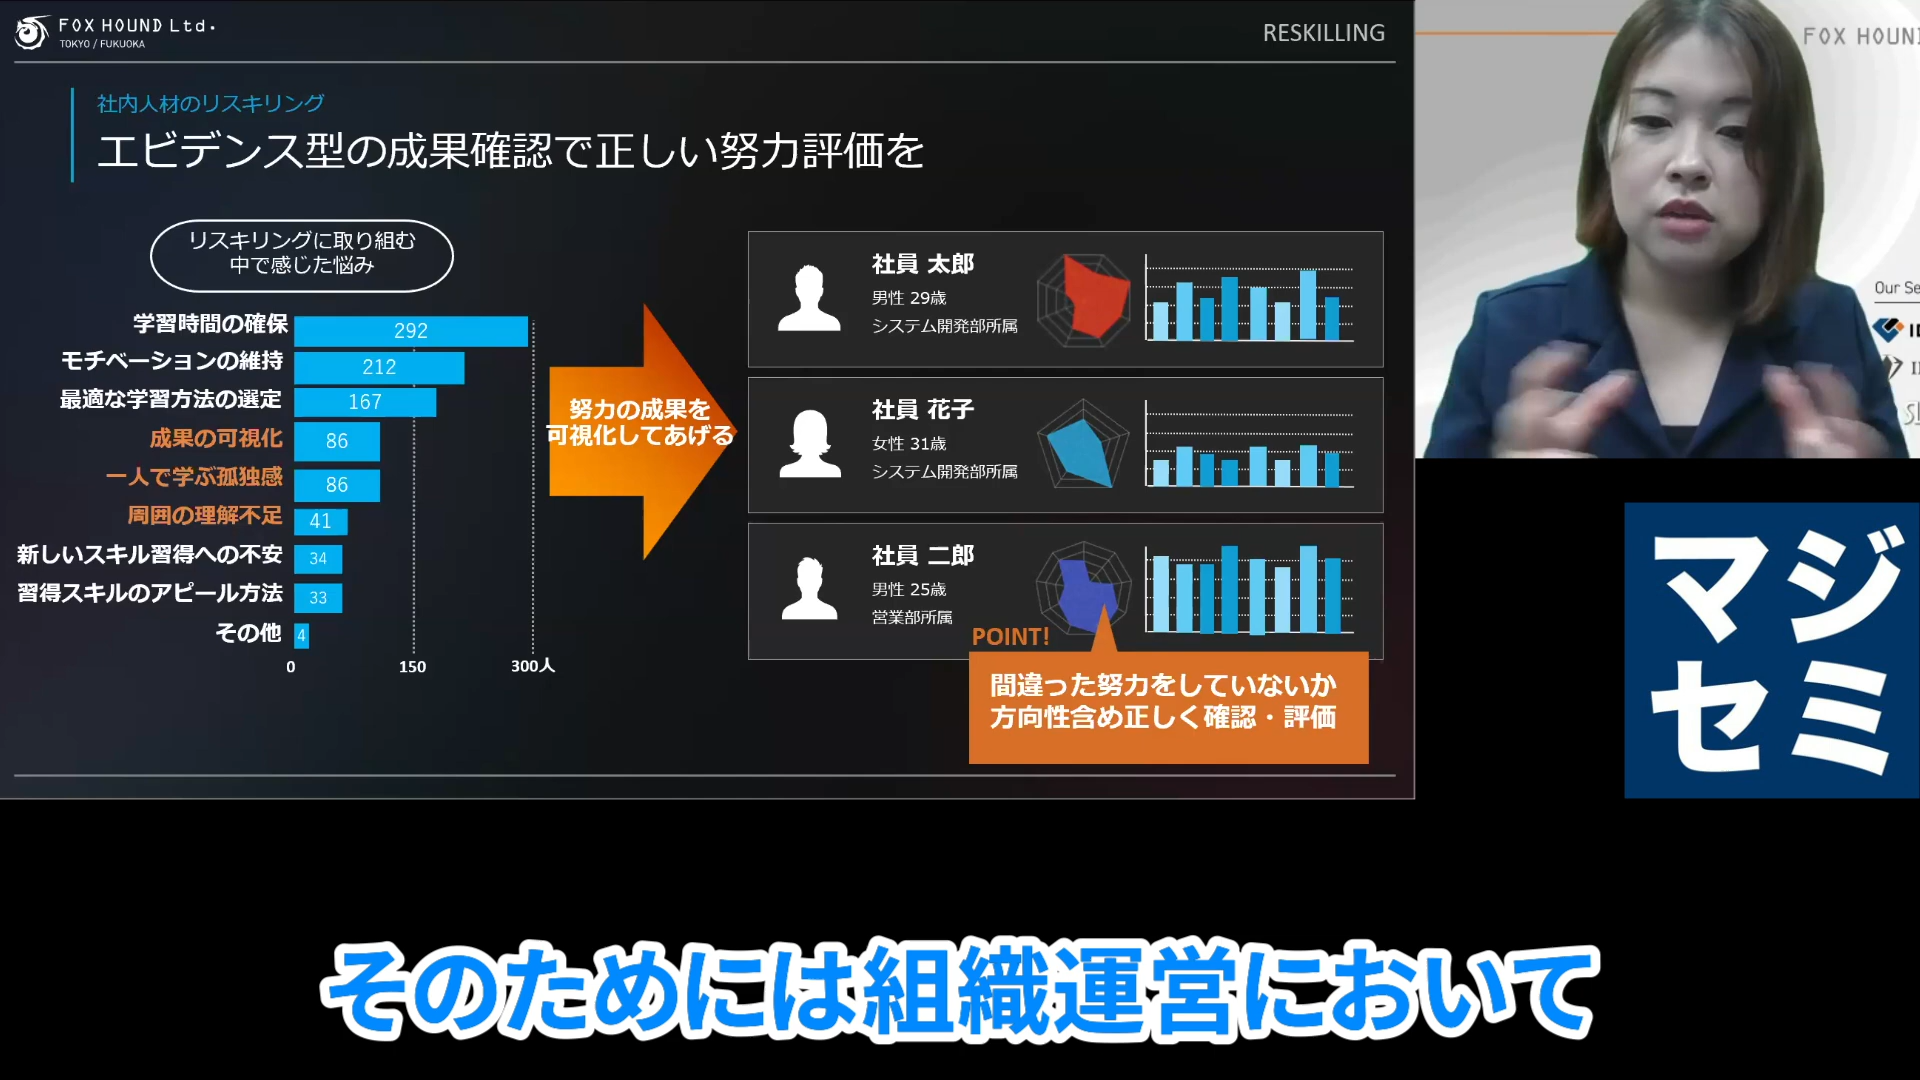 FOX HOUND Ltd.
TOKYO / FUKUOKA
RESKILLING
社内人材のリスキリング
エビデンス型の成果確認で正しい努力評価を
リスキリングに取り組む
中で感じた悩み
学習時間の確保 292
モチベーションの維持 212
最適な学習方法の選定 167
成果の可視化 86
一人で学ぶ孤独感 86
周囲の理解不足 41
新しいスキル習得への不安 34
習得スキルのアピール方法 33
その他 4
0 150 300人
努力の成果を
可視化してあげる
社員 太郎
男性 29歳
システム開発部所属
社員 花子
女性 31歳
システム開発部所属
社員 二郎
男性 25歳
営業部所属
POINT!
間違った努力をしていないか
方向性含め正しく確認・評価
FOX HOUN
Our Se
マジ
セミ
そのためには組織運営において